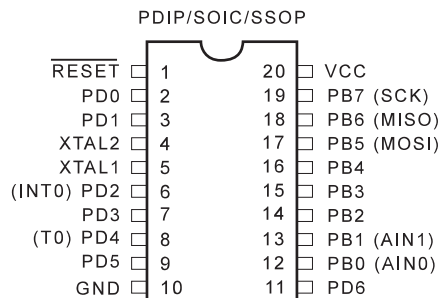 PDIP/SOIC/SSOP
RESET 1 20 VCC
PD0 2 19 PB7 (SCK)
PD1 3 18 PB6 (MISO)
XTAL2 4 17 PB5 (MOSI)
XTAL1 5 16 PB4
(INT0) PD2 6 15 PB3
PD3 7 14 PB2
(T0) PD4 8 13 PB1 (AIN1)
PD5 9 12 PB0 (AIN0)
GND 10 11 PD6